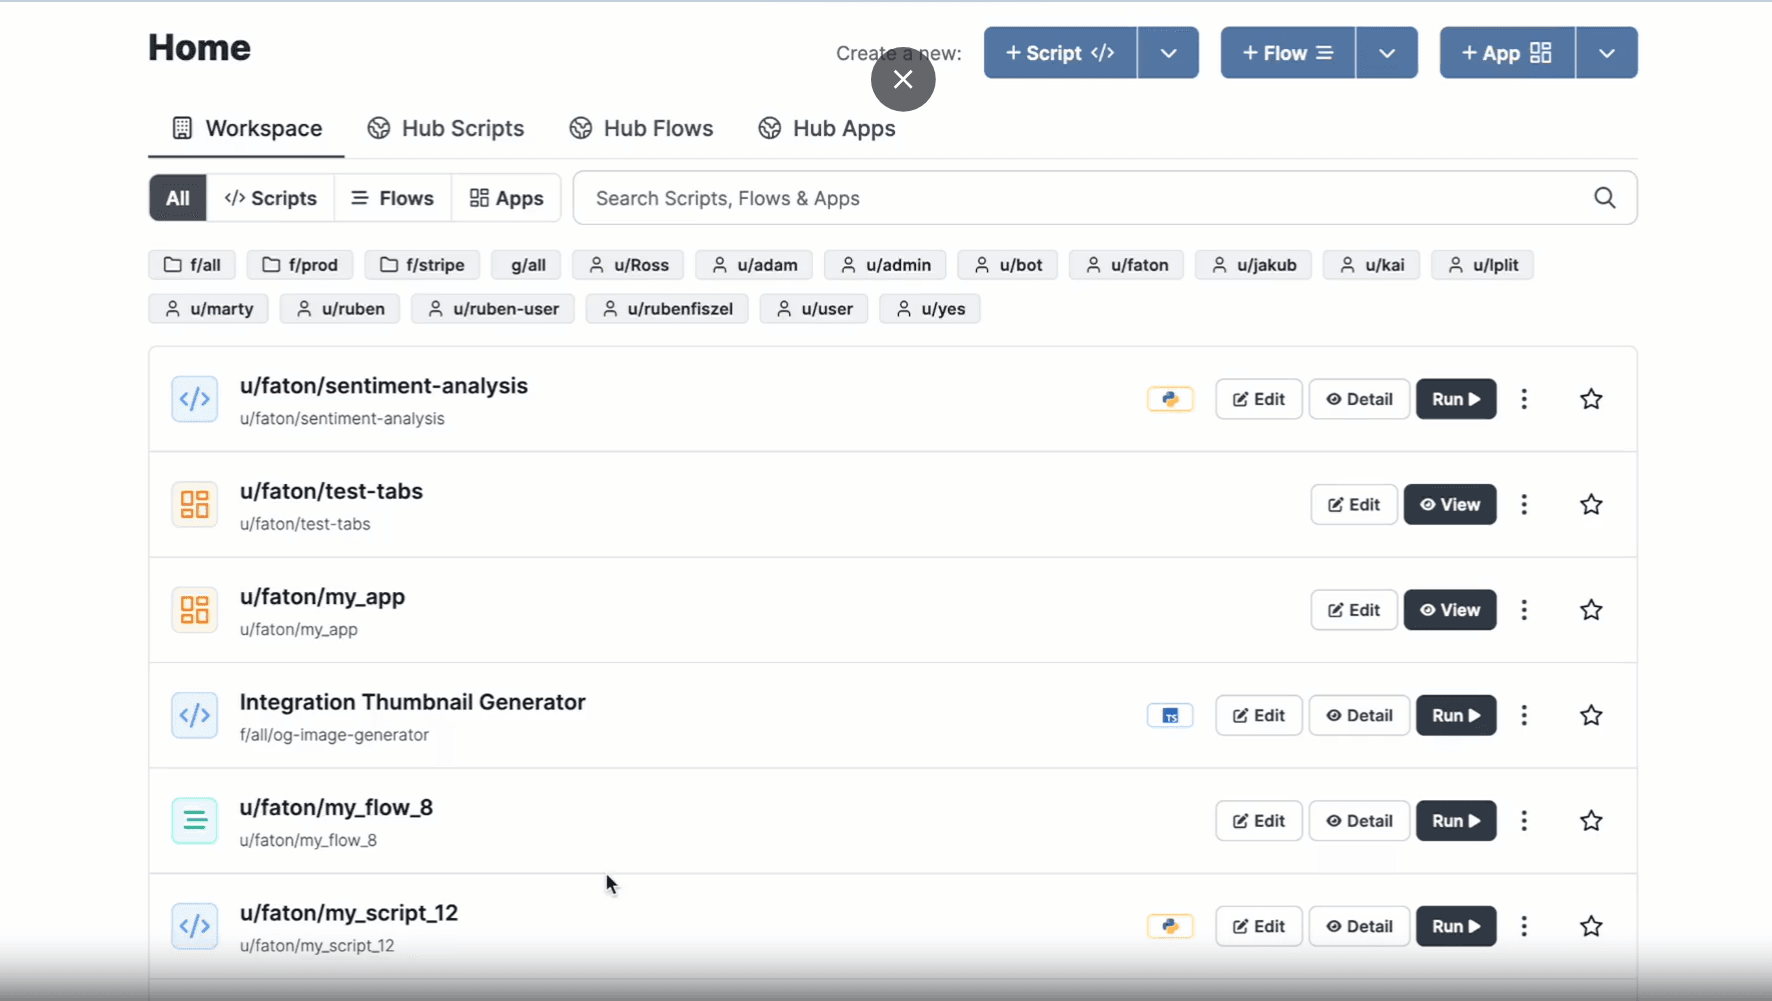 Home
Create a new:
+ Script </>
+ Flow
+ App
Workspace
Hub Scripts
Hub Flows
Hub Apps
All
</> Scripts
Flows
Apps
Search Scripts, Flows & Apps
f/all
f/prod
f/stripe
g/all
u/Ross
u/adam
u/admin
u/bot
u/faton
u/jakub
u/kai
u/lplit
u/marty
u/ruben
u/ruben-user
u/rubenfiszel
u/user
u/yes
u/faton/sentiment-analysis
u/faton/sentiment-analysis
Edit
Detail
Run
u/faton/test-tabs
u/faton/test-tabs
Edit
View
u/faton/my_app
u/faton/my_app
Edit
View
Integration Thumbnail Generator
f/all/og-image-generator
TS
Edit
Detail
Run
u/faton/my_flow_8
u/faton/my_flow_8
Edit
Detail
Run
u/faton/my_script_12
u/faton/my_script_12
Edit
Detail
Run